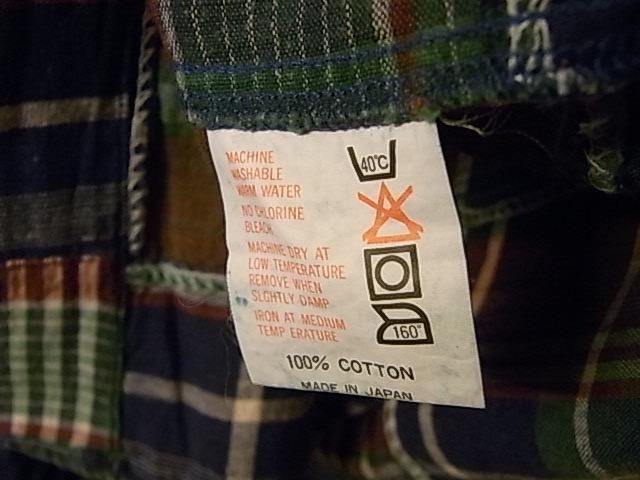 MACHINE
WASHABLE
WARM WATER
NO CHLORINE
BLEACH
MACHINE DRY AT
LOW TEMPERATURE
REMOVE WHEN
SLGHTLY DAMP
IRON AT MEDIUM
TEMP ERATURE
40°C
160°
100% COTTON
MADE IN JAPAN